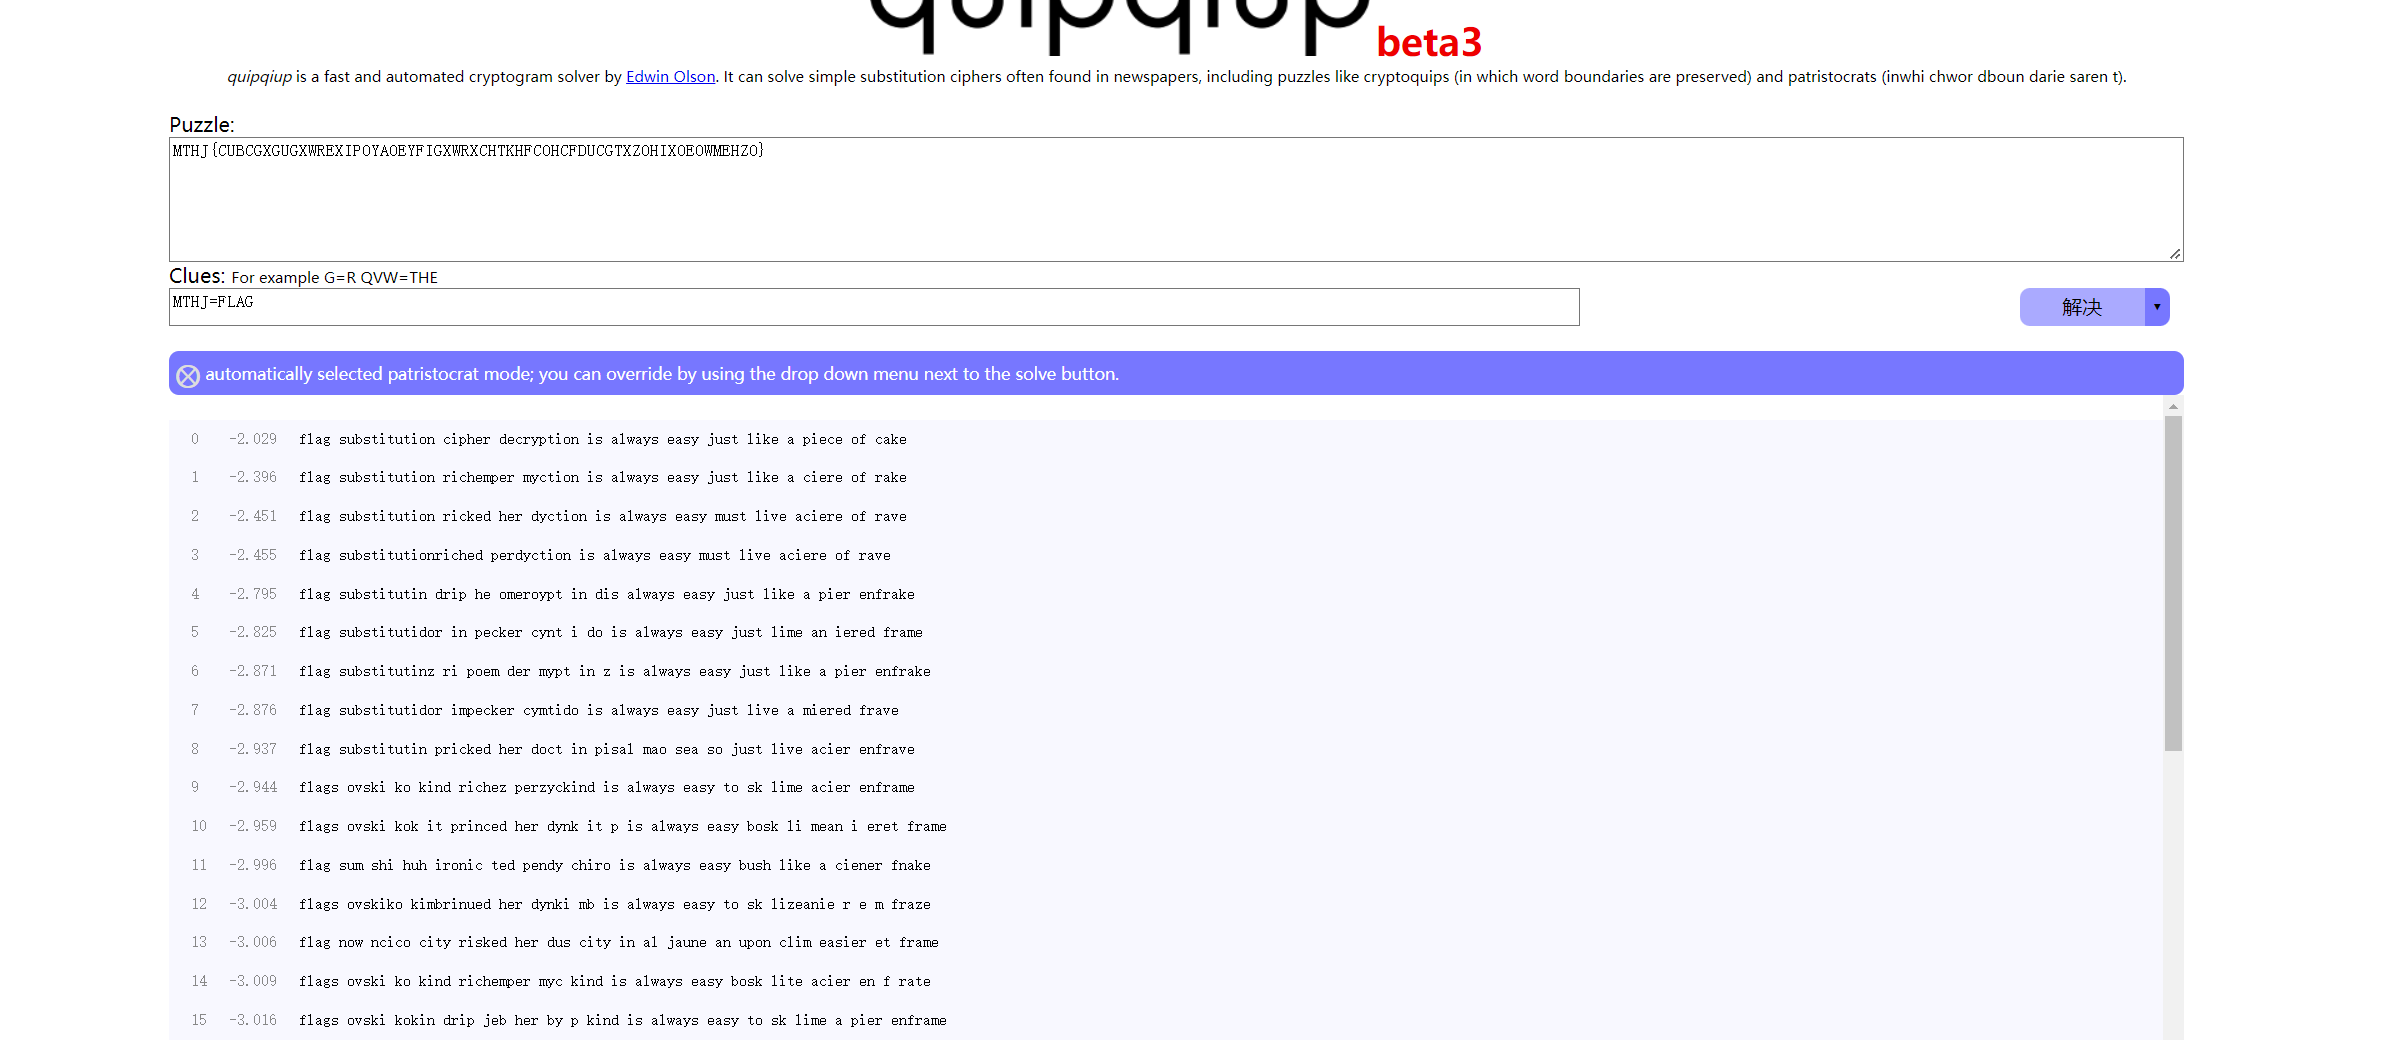 quipqiup beta3
quipqiup is a fast and automated cryptogram solver by Edwin Olson. It can solve simple substitution ciphers often found in newspapers, including puzzles like cryptoquips (in which word boundaries are preserved) and patristocrats (inwhi chwor dboun darie saren t).
Puzzle:
MTHJ{CUBCGXGUGXWREXIPOYAOEYFIGXWRXCHTKHFCOHCFDUCGTXZOHIXOEOWMEHZO}
Clues: For example G=R QVW=THE
MTHJ=FLAG
解决
automatically selected patristocrat mode; you can override by using the drop down menu next to the solve button.
0 -2.029 flag substitution cipher decryption is always easy just like a piece of cake
1 -2.396 flag substitution richemper myction is always easy just like a ciere of rake
2 -2.451 flag substitution ricked her dyction is always easy must live aciere of rave
3 -2.455 flag substitutionriched perdyction is always easy must live aciere of rave
4 -2.795 flag substitutin drip he omeroypt in dis always easy just like a pier enfrake
5 -2.825 flag substitutidor in pecker cynt i do is always easy just lime an iered frame
6 -2.871 flag substitutinz ri poem der mypt in z is always easy just like a pier enfrake
7 -2.876 flag substitutidor impecker cymtido is always easy just live a miered frave
8 -2.937 flag substitutin pricked her doct in pisal mao sea so just live acier enfrave
9 -2.944 flags ovski ko kind richez perzyckind is always easy to sk lime acier enframe
10 -2.959 flags ovski kok it princed her dynk it p is always easy bosk li mean i eret frame
11 -2.996 flag sum shi huh ironic ted pendy chiro is always easy bush like a ciener fnake
12 -3.004 flags ovskiko kimbrinued her dynki mb is always easy to sk lizeanie r e m fraze
13 -3.006 flag now ncico city risked her dus city in al jaune an upon clim easier et frame
14 -3.009 flags ovski ko kind richemper myc kind is always easy bosk lite acier en f rate
15 -3.016 flags ovski kokin drip jeb her by p kind is always easy to sk lime a pier enframe